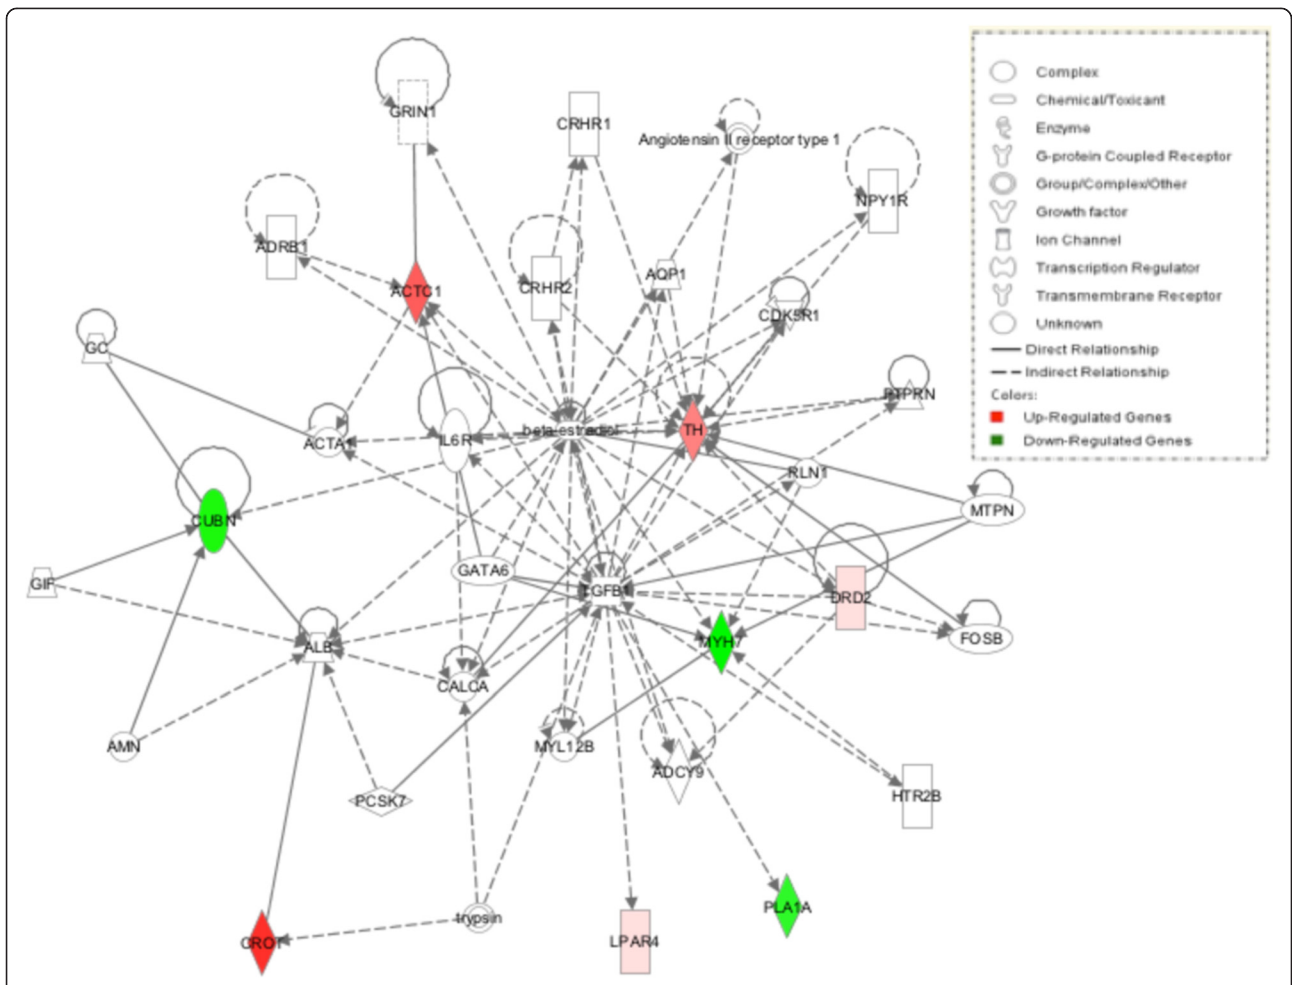 GRIN1
CRHR1
Angiotensin II receptor type 1
NPY1R
ADRB1
ACTC1
CRHR2
AQP1
CDK5R1
GC
PTPRN
ACTA1
IL6R
beta-estradiol
TH
RLN1
CUBN
MTPN
GIF
GATA6
TGFB1
DRD2
ALB
MYH7
FOSB
CALCA
AMN
MYL12B
ADCY9
PCSK7
HTR2B
CROT
trypsin
LPAR4
PLA1A
Complex
Chemical/Toxicant
Enzyme
G-protein Coupled Receptor
Group/Complex/Other
Growth factor
Ion Channel
Transcription Regulator
Transmembrane Receptor
Unknown
Direct Relationship
Indirect Relationship
Colors:
Up-Regulated Genes
Down-Regulated Genes